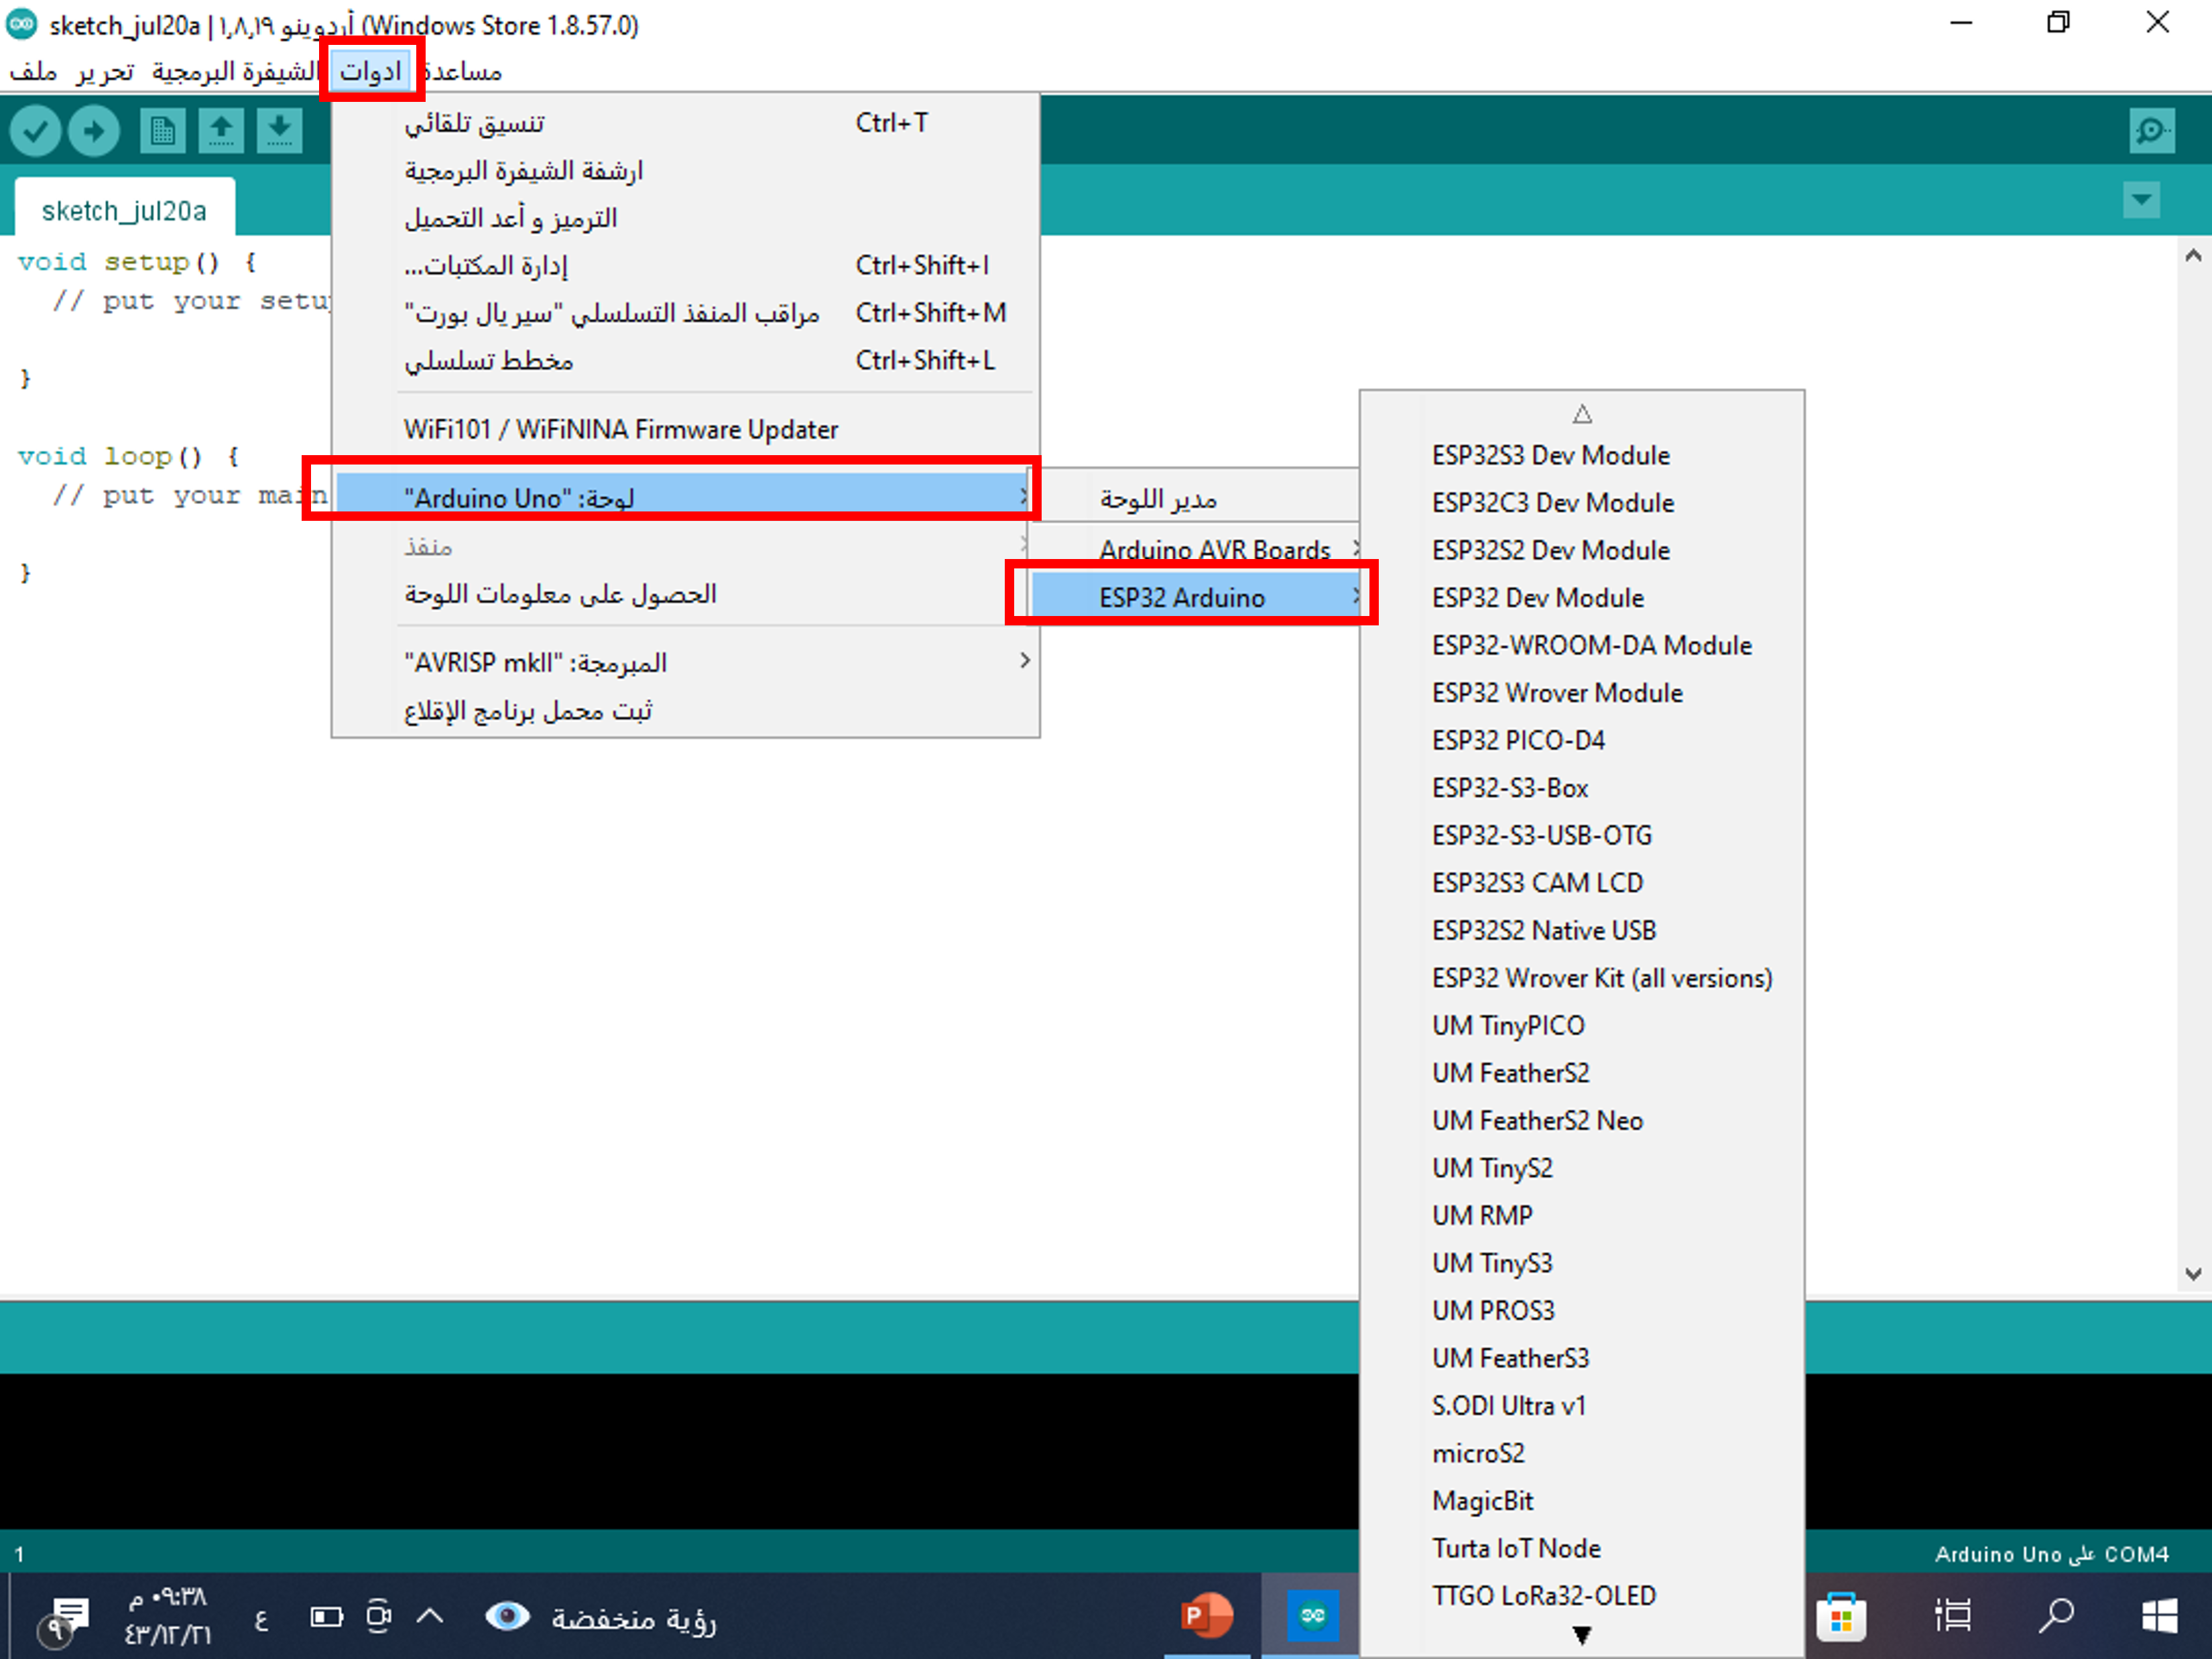 sketch_jul20a | أردوينو ١٫٨٫١٩ (Windows Store 1.8.57.0)
ملف تحرير الشيفرة البرمجية ادوات مساعدة
تنسيق تلقائي Ctrl+T
ارشفة الشيفرة البرمجية
الترميز و أعد التحميل
إدارة المكتبات... Ctrl+Shift+I
مراقب المنفذ التسلسلي "سيريال بورت" Ctrl+Shift+M
مخطط تسلسلي Ctrl+Shift+L
WiFi101 / WiFiNINA Firmware Updater
لوحة: "Arduino Uno"
منفذ
الحصول على معلومات اللوحة
المبرمجة: "AVRISP mkII"
ثبت محمل برنامج الإقلاع
مدير اللوحة
Arduino AVR Boards
ESP32 Arduino
ESP32S3 Dev Module
ESP32C3 Dev Module
ESP32S2 Dev Module
ESP32 Dev Module
ESP32-WROOM-DA Module
ESP32 Wrover Module
ESP32 PICO-D4
ESP32-S3-Box
ESP32-S3-USB-OTG
ESP32S3 CAM LCD
ESP32S2 Native USB
ESP32 Wrover Kit (all versions)
UM TinyPICO
UM FeatherS2
UM FeatherS2 Neo
UM TinyS2
UM RMP
UM TinyS3
UM PROS3
UM FeatherS3
S.ODI Ultra v1
microS2
MagicBit
Turta IoT Node
TTGO LoRa32-OLED
sketch_jul20a
void setup() {
// put your setup
}
void loop() {
// put your main
}
1
Arduino Uno على COM4
٠٩:٣٨ م
٤٣/١٢/٢١
٩
ع
رؤية منخفضة
P